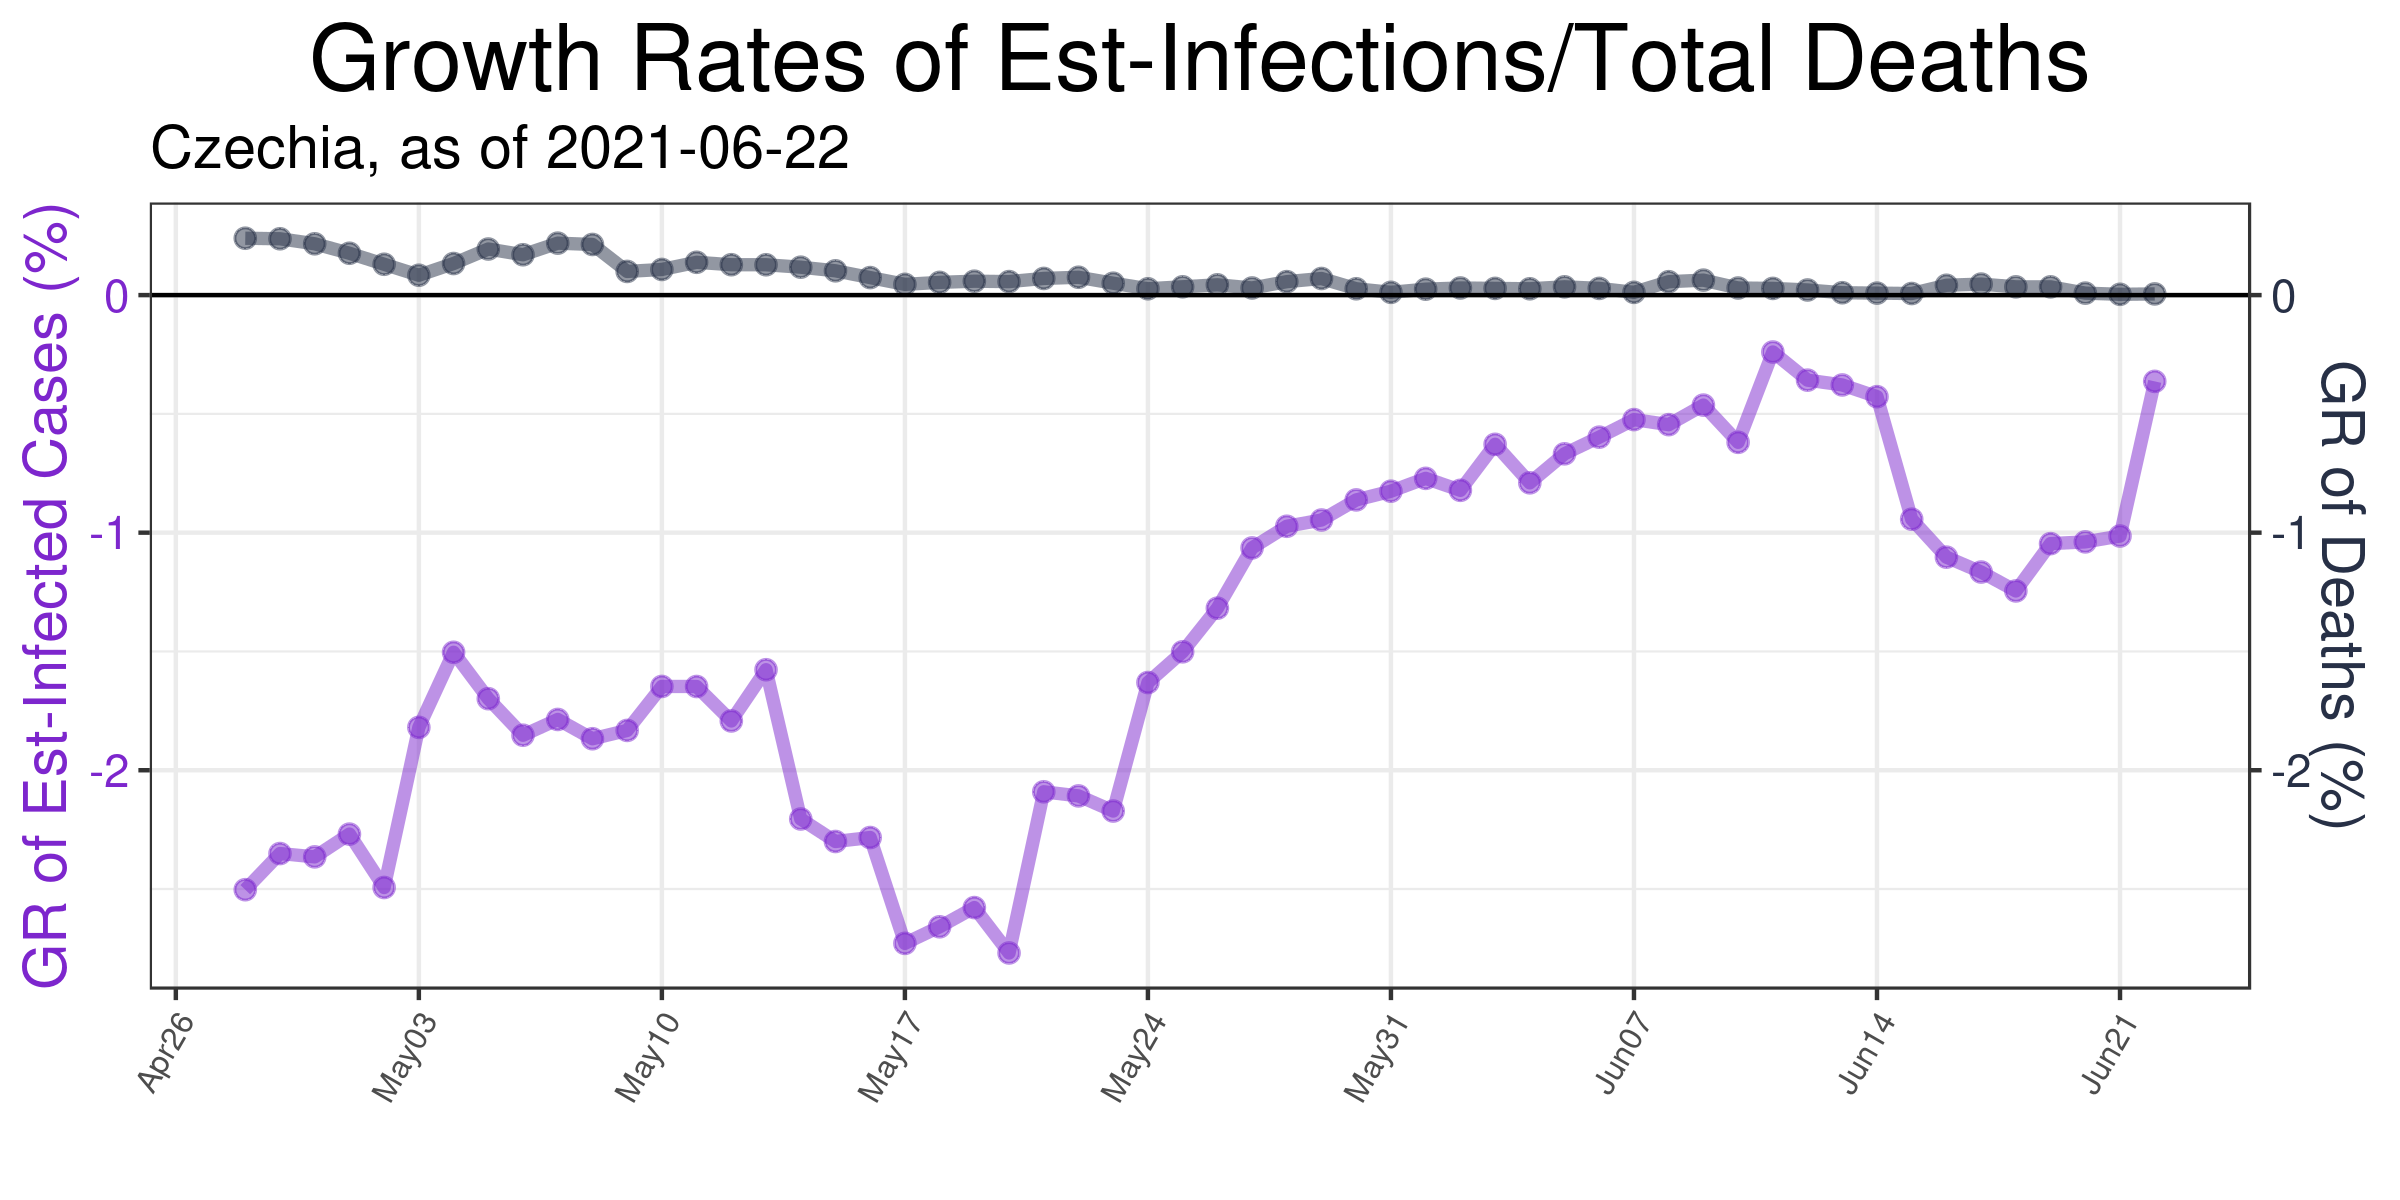 Growth Rates of Est-Infections/Total Deaths
Czechia, as of 2021-06-22
GR of Est-Infected Cases (%)
0
-1
-2
0
-1
-2
GR of Deaths (%)
Apr26
May03
May10
May17
May24
May31
Jun07
Jun14
Jun21